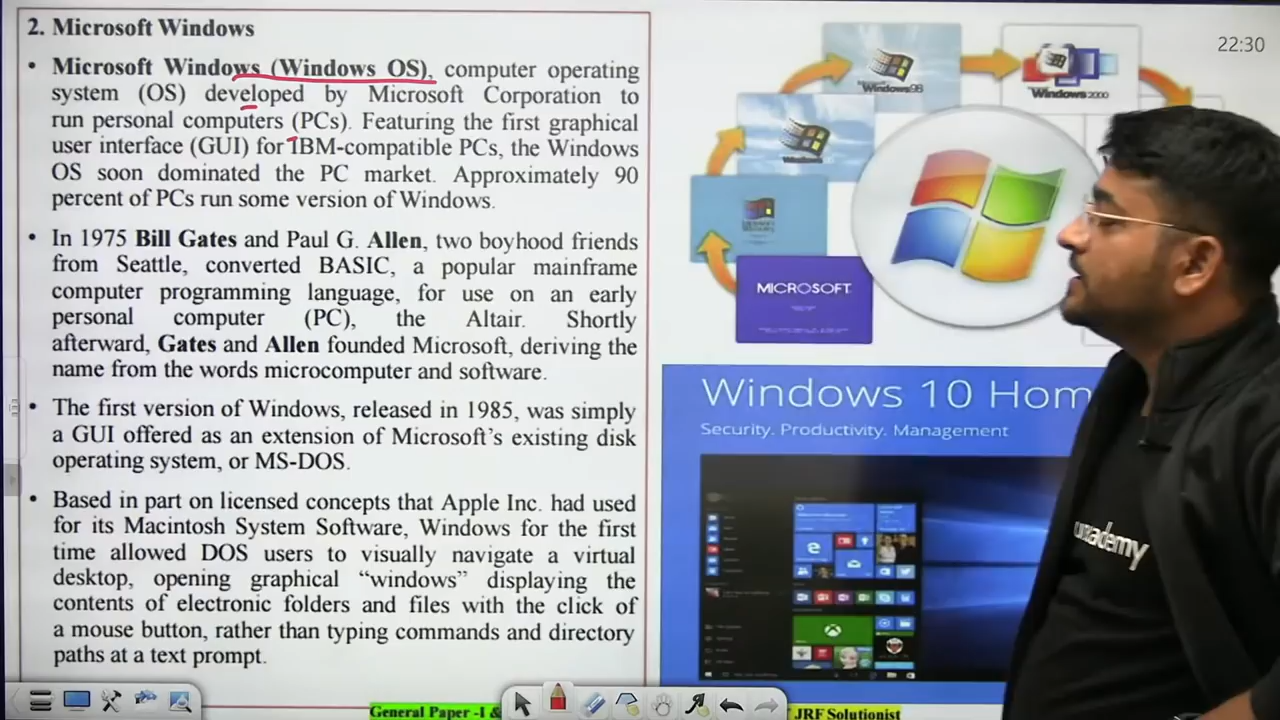 2. Microsoft Windows
• Microsoft Windows (Windows OS), computer operating
system (OS) developed by Microsoft Corporation to
run personal computers (PCs). Featuring the first graphical
user interface (GUI) for IBM-compatible PCs, the Windows
OS soon dominated the PC market. Approximately 90
percent of PCs run some version of Windows.
• In 1975 Bill Gates and Paul G. Allen, two boyhood friends
from Seattle, converted BASIC, a popular mainframe
computer programming language, for use on an early
personal computer (PC), the Altair. Shortly
afterward, Gates and Allen founded Microsoft, deriving the
name from the words microcomputer and software.
• The first version of Windows, released in 1985, was simply
a GUI offered as an extension of Microsoft's existing disk
operating system, or MS-DOS.
• Based in part on licensed concepts that Apple Inc. had used
for its Macintosh System Software, Windows for the first
time allowed DOS users to visually navigate a virtual
desktop, opening graphical “windows” displaying the
contents of electronic folders and files with the click of
a mouse button, rather than typing commands and directory
paths at a text prompt.
22:30
Windows98
Windows 2000
MICROSOFT
Windows 10 Hom
Security. Productivity. Management
unacademy
General Paper -I &
JRF Solutionist